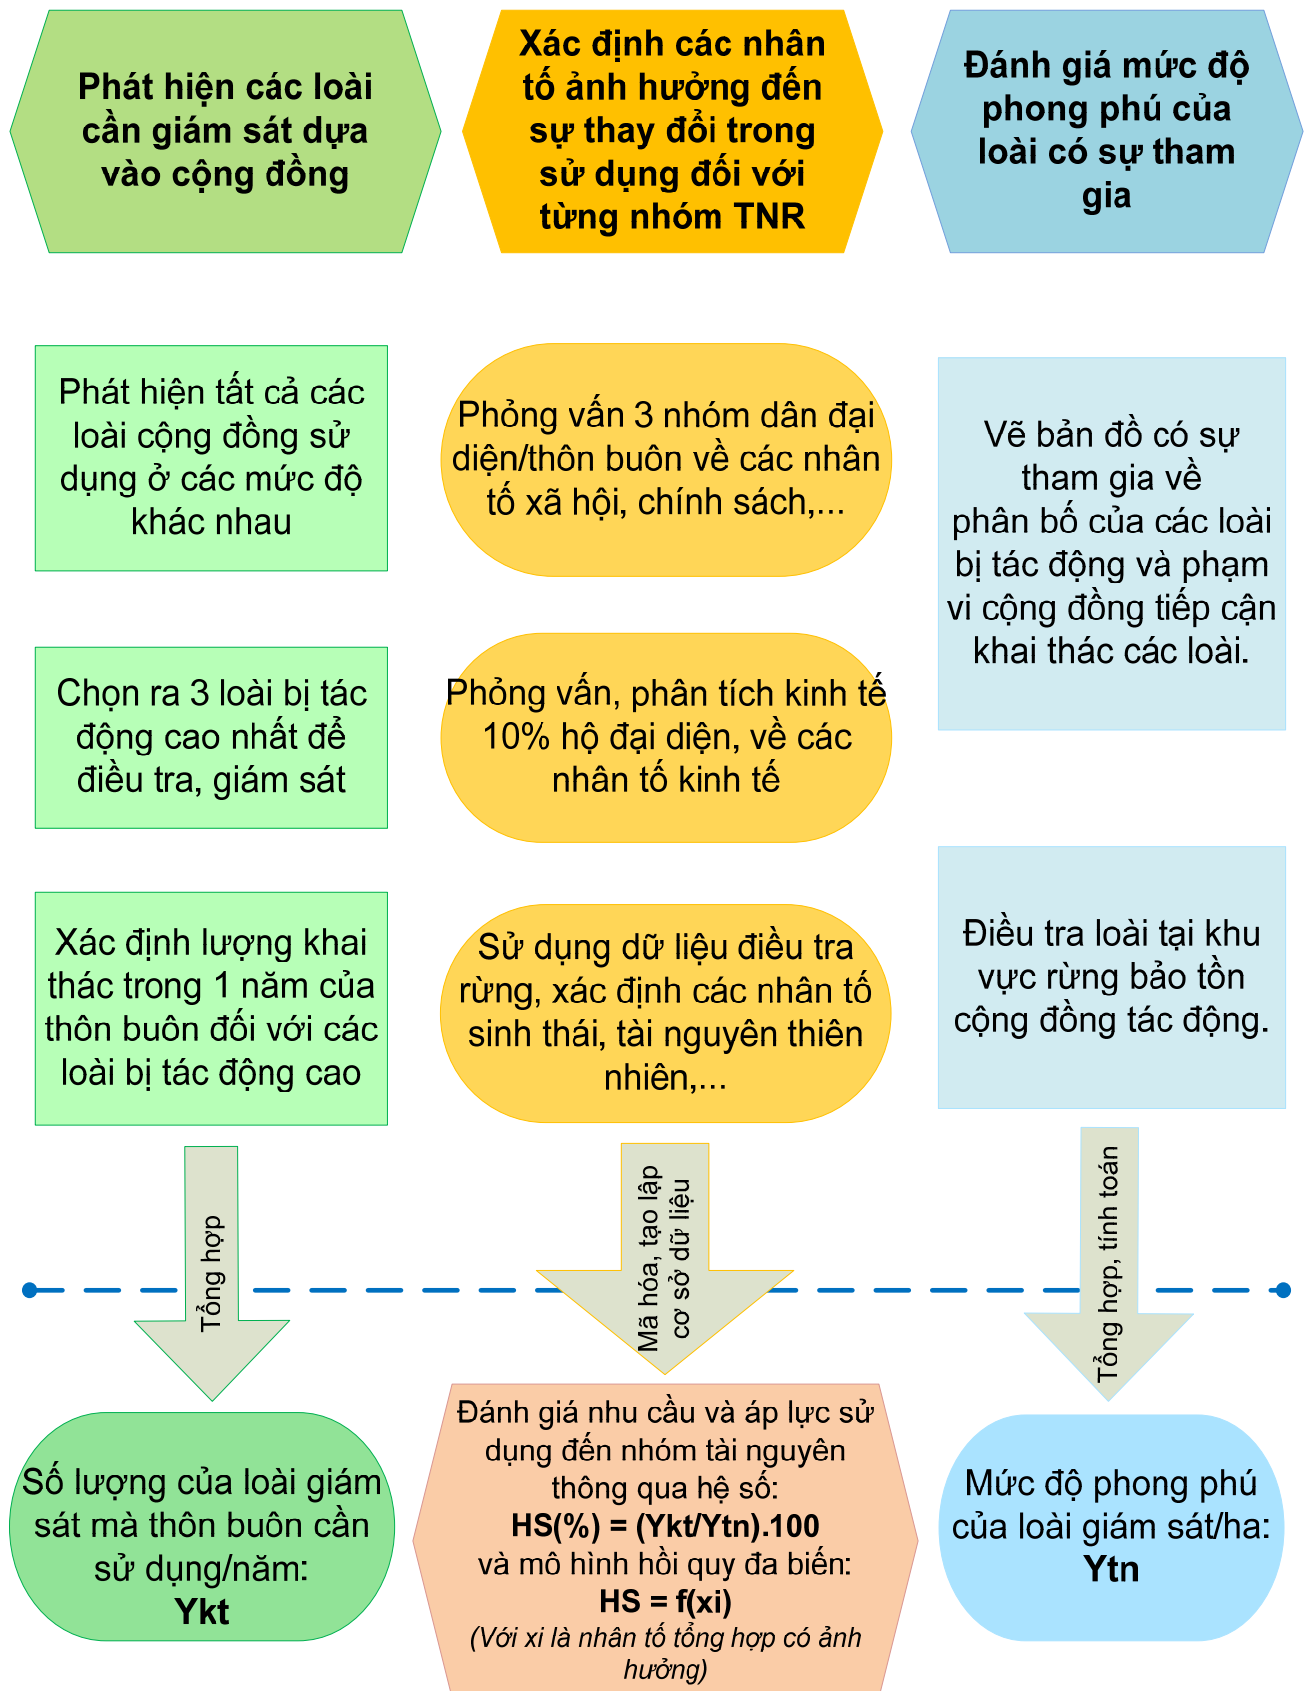 Phát hiện các loài
cần giám sát dựa
vào cộng đồng
Xác định các nhân
tố ảnh hưởng đến
sự thay đổi trong
sử dụng đối với
từng nhóm TNR
Đánh giá mức độ
phong phú của
loài có sự tham
gia
Phát hiện tất cả các
loài cộng đồng sử
dụng ở các mức độ
khác nhau
Chọn ra 3 loài bị tác
động cao nhất để
điều tra, giám sát
Xác định lượng khai
thác trong 1 năm của
thôn buôn đối với các
loài bị tác động cao
Phỏng vấn 3 nhóm dân đại
diện/thôn buôn về các nhân
tố xã hội, chính sách,...
Phỏng vấn, phân tích kinh tế
10% hộ đại diện, về các
nhân tố kinh tế
Sử dụng dữ liệu điều tra
rừng, xác định các nhân tố
sinh thái, tài nguyên thiên
nhiên,...
Vẽ bản đồ có sự
tham gia về
phân bố của các loài
bị tác động và phạm
vi cộng đồng tiếp cận
khai thác các loài.
Điều tra loài tại khu
vực rừng bảo tồn
cộng đồng tác động.
Tổng hợp
Mã hóa, tạo lập
cơ sở dữ liệu
Tổng hợp, tính toán
Số lượng của loài giám
sát mà thôn buôn cần
sử dụng/năm:
Ykt
Đánh giá nhu cầu và áp lực sử
dụng đến nhóm tài nguyên
thông qua hệ số:
HS(%) = (Ykt/Ytn).100
và mô hình hồi quy đa biến:
HS = f(xi)
(Với xi là nhân tố tổng hợp có ảnh
hưởng)
Mức độ phong phú
của loài giám sát/ha:
Ytn